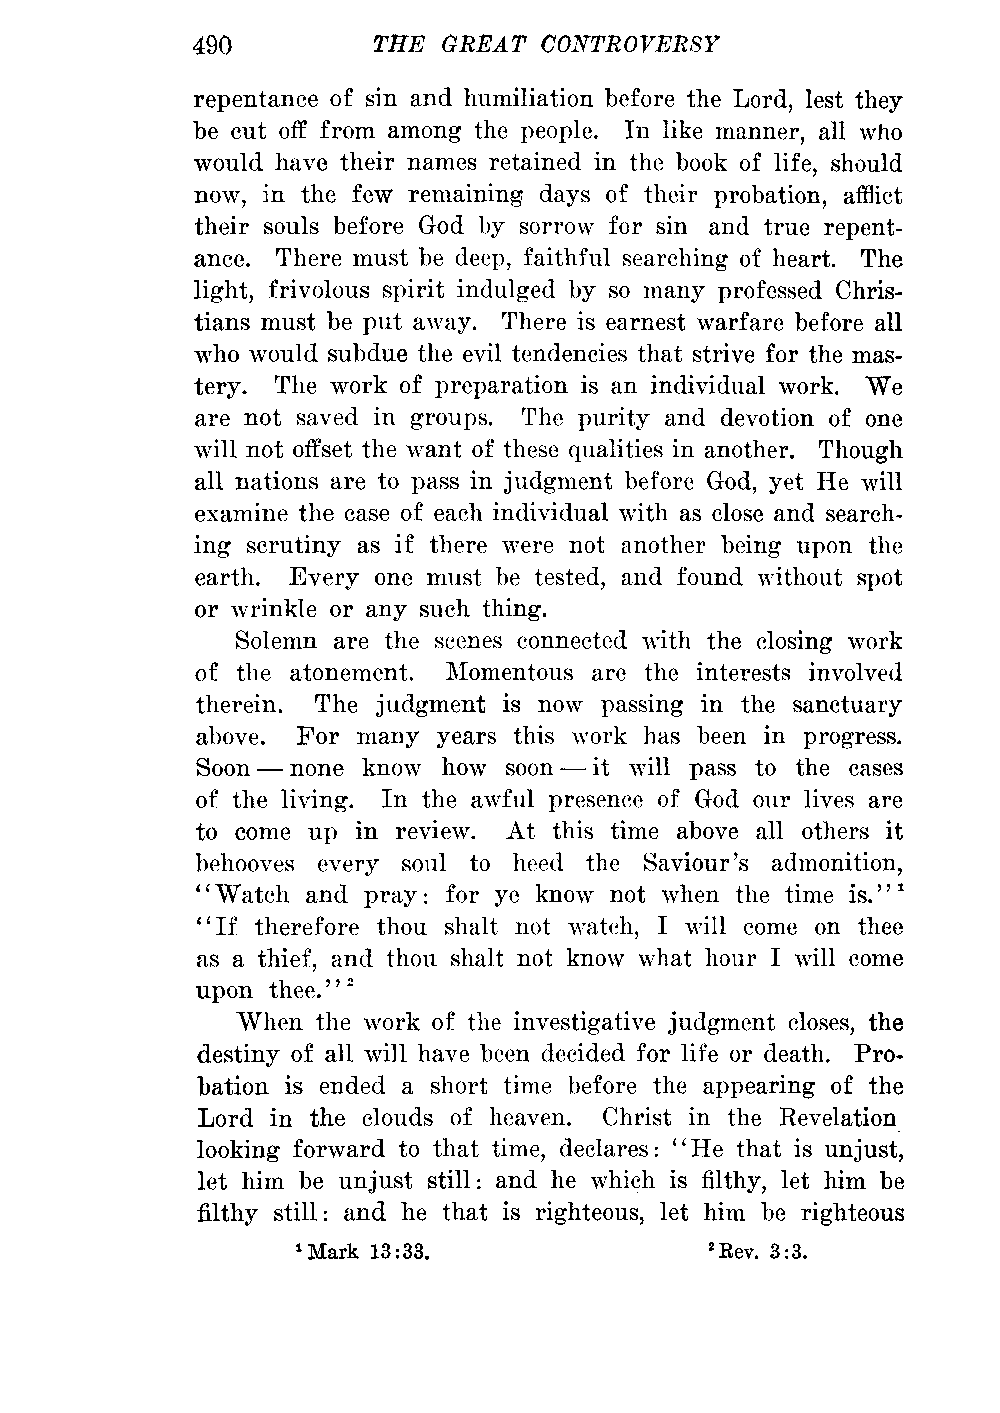 490 THE GREAT CONTROVERSY
repentance of sin and humiliation before the Lord, lest they
be cut off from among the people. In like manner, all who
would have their names retained in the book of life, should
now, in the few remaining days of their probation, afflict
their souls before God by sorrow for sin and true repent-
ance. There must be deep, faithful searching of heart. The
light, frivolous spirit indulged by so many professed Chris-
tians must be put away. There is earnest warfare before all
who would subdue the evil tendencies that strive for the mas-
tery. The work of preparation is an individual work. We
are not saved in groups. The purity and devotion of one
will not offset the want of these qualities in another. Though
all nations are to pass in judgment before God, yet He will
examine the case of each individual with as close and search-
ing scrutiny as if there were not another being upon the
earth. Every one must be tested, and found without spot
or wrinkle or any such thing.
Solemn are the scenes connected with the closing work
of the atonement. Momentous are the interests involved
therein. The judgment is now passing in the sanctuary
above. For many years this work has been in progress.
Soon — none know how soon — it will pass to the cases
of the living. In the awful presence of God our lives are
to come up in review. At this time above all others it
behooves every soul to heed the Saviour's admonition,
"Watch and pray: for ye know not when the time is."¹
"If therefore thou shalt not watch, I will come on thee
as a thief, and thou shalt not know what hour I will come
upon thee."²
When the work of the investigative judgment closes, the
destiny of all will have been decided for life or death. Pro-
bation is ended a short time before the appearing of the
Lord in the clouds of heaven. Christ in the Revelation
looking forward to that time, declares: "He that is unjust,
let him be unjust still: and he which is filthy, let him be
filthy still: and he that is righteous, let him be righteous
¹ Mark 13:33. ² Rev. 3:3.